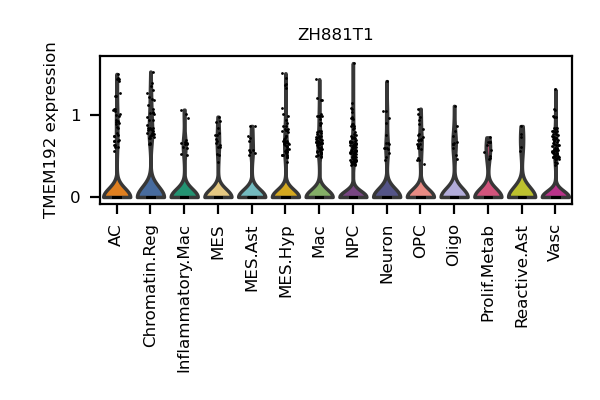 ZH881T1
TMEM192 expression
1
0
AC
Chromatin.Reg
Inflammatory.Mac
MES
MES.Ast
MES.Hyp
Mac
NPC
Neuron
OPC
Oligo
Prolif.Metab
Reactive.Ast
Vasc